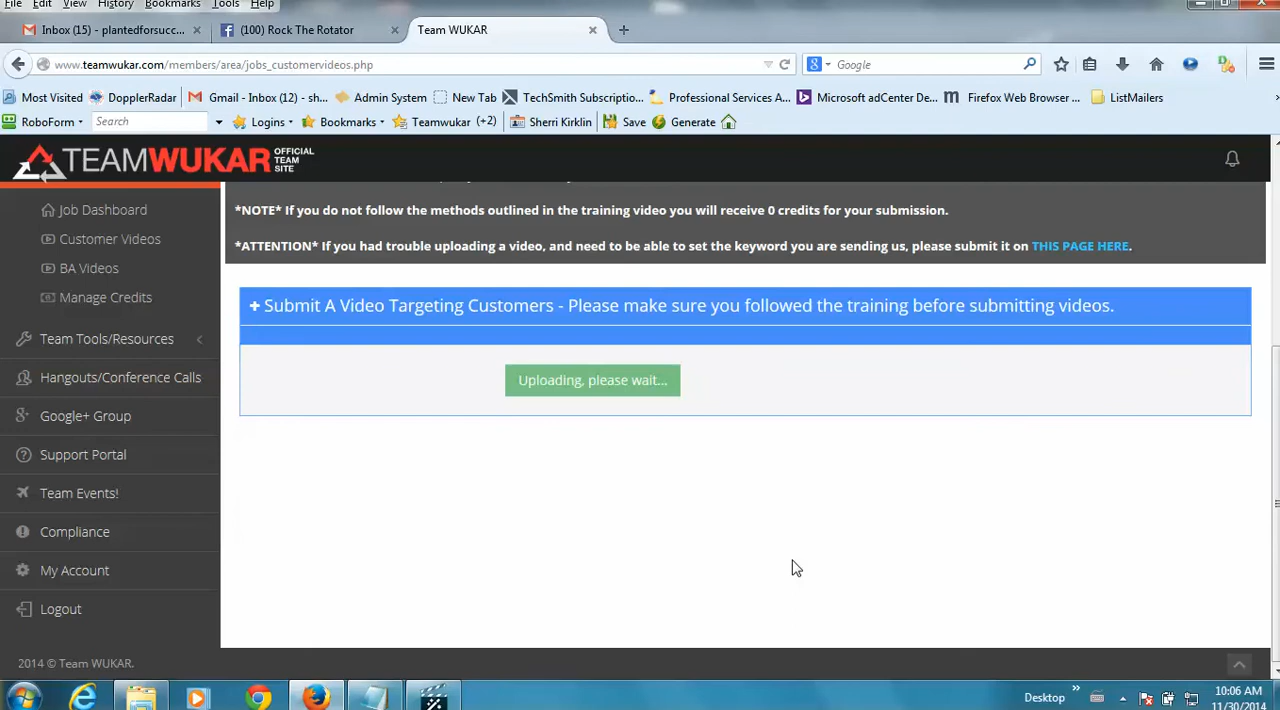 File Edit View History Bookmarks Tools Help
Inbox (15) - plantedforsucc... × (100) Rock The Rotator × Team WUKAR ×
www.teamwukar.com/members/area/jobs_customervideos.php Google
Most Visited DopplerRadar Gmail - Inbox (12) - sh... Admin System New Tab TechSmith Subscriptio... Professional Services A... Microsoft adCenter De... Firefox Web Browser ... ListMailers
RoboForm Search Logins Bookmarks Teamwukar (+2) Sherri Kirklin Save Generate
TEAMWUKAR OFFICIAL TEAM SITE
Job Dashboard
Customer Videos
BA Videos
Manage Credits
Team Tools/Resources
Hangouts/Conference Calls
Google+ Group
Support Portal
Team Events!
Compliance
My Account
Logout
2014 © Team WUKAR.
*NOTE* If you do not follow the methods outlined in the training video you will receive 0 credits for your submission.
*ATTENTION* If you had trouble uploading a video, and need to be able to set the keyword you are sending us, please submit it on THIS PAGE HERE.
+ Submit A Video Targeting Customers - Please make sure you followed the training before submitting videos.
Uploading, please wait...
Desktop
10:06 AM
11/30/2014